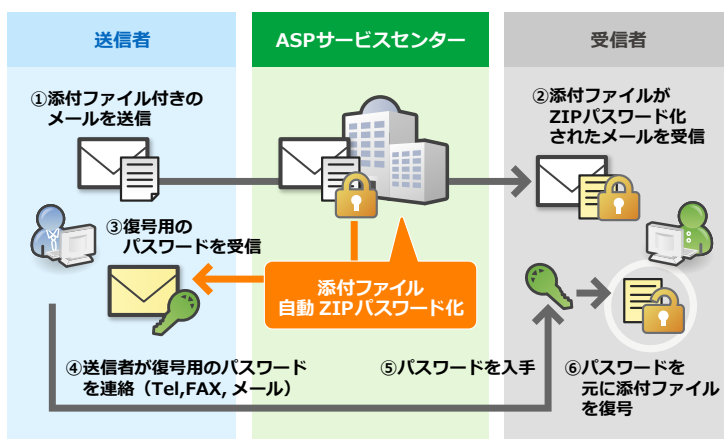 送信者
ASPサービスセンター
受信者
①添付ファイル付きの
メールを送信
②添付ファイルが
ZIPパスワード化
されたメールを受信
③復号用の
パスワードを受信
添付ファイル
自動 ZIPパスワード化
④送信者が復号用のパスワード
を連絡（Tel,FAX, メール）
⑤パスワードを入手
⑥パスワードを
元に添付ファイル
を復号